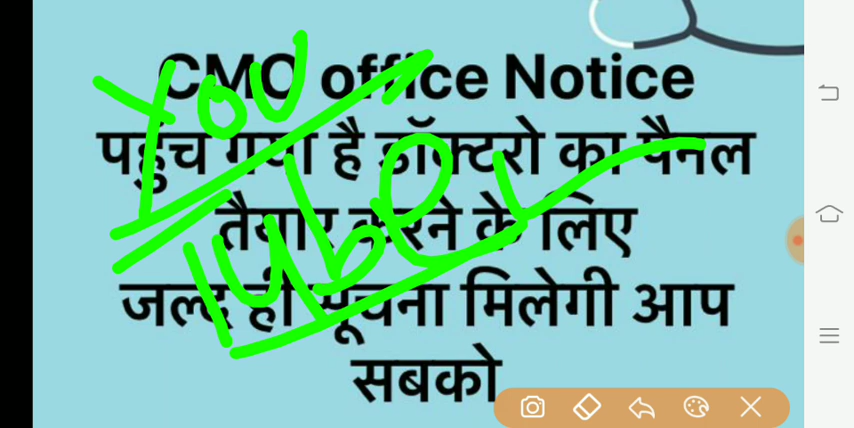 CMO office Notice
पहुंच गया है डॉक्टरो का पैनल
तैयार करने के लिए
जल्द ही सूचना मिलेगी आप
सबको
You
Tuber